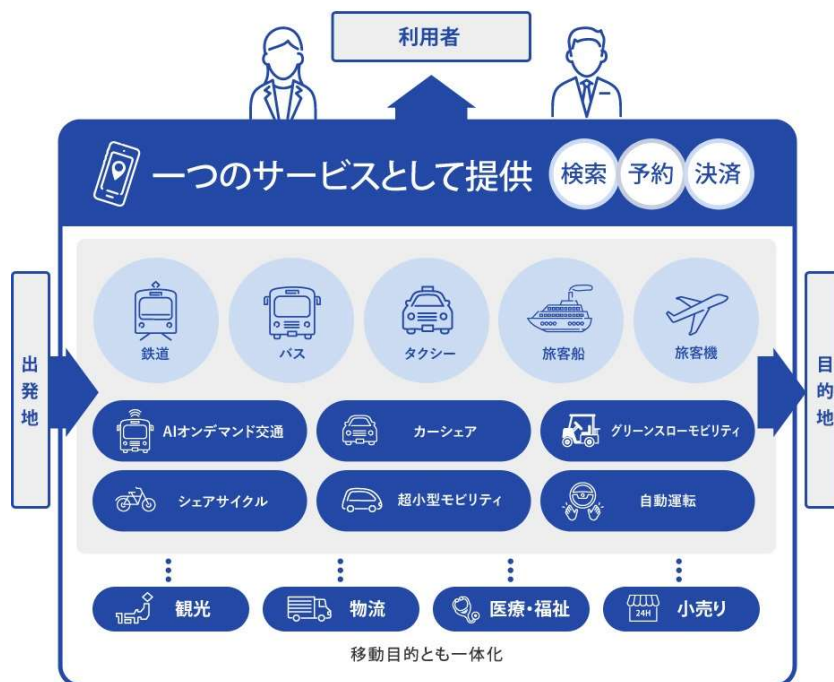 利用者
一つのサービスとして提供
検索
予約
決済
出発地
鉄道
バス
タクシー
旅客船
旅客機
目的地
AIオンデマンド交通
カーシェア
グリーンスローモビリティ
シェアサイクル
超小型モビリティ
自動運転
観光
物流
医療・福祉
24H
小売り
移動目的とも一体化